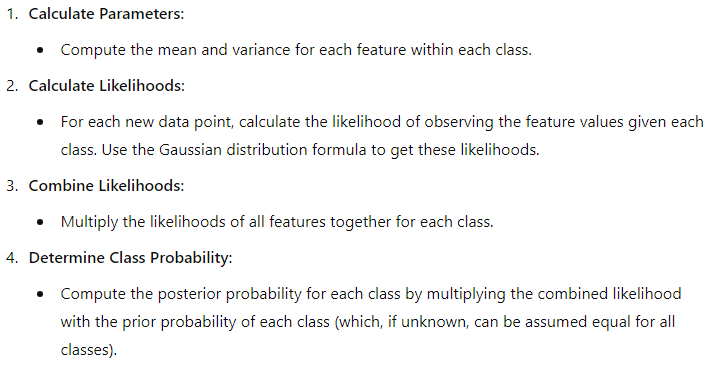 1. Calculate Parameters:
• Compute the mean and variance for each feature within each class.
2. Calculate Likelihoods:
• For each new data point, calculate the likelihood of observing the feature values given each
class. Use the Gaussian distribution formula to get these likelihoods.
3. Combine Likelihoods:
• Multiply the likelihoods of all features together for each class.
4. Determine Class Probability:
• Compute the posterior probability for each class by multiplying the combined likelihood
with the prior probability of each class (which, if unknown, can be assumed equal for all
classes).